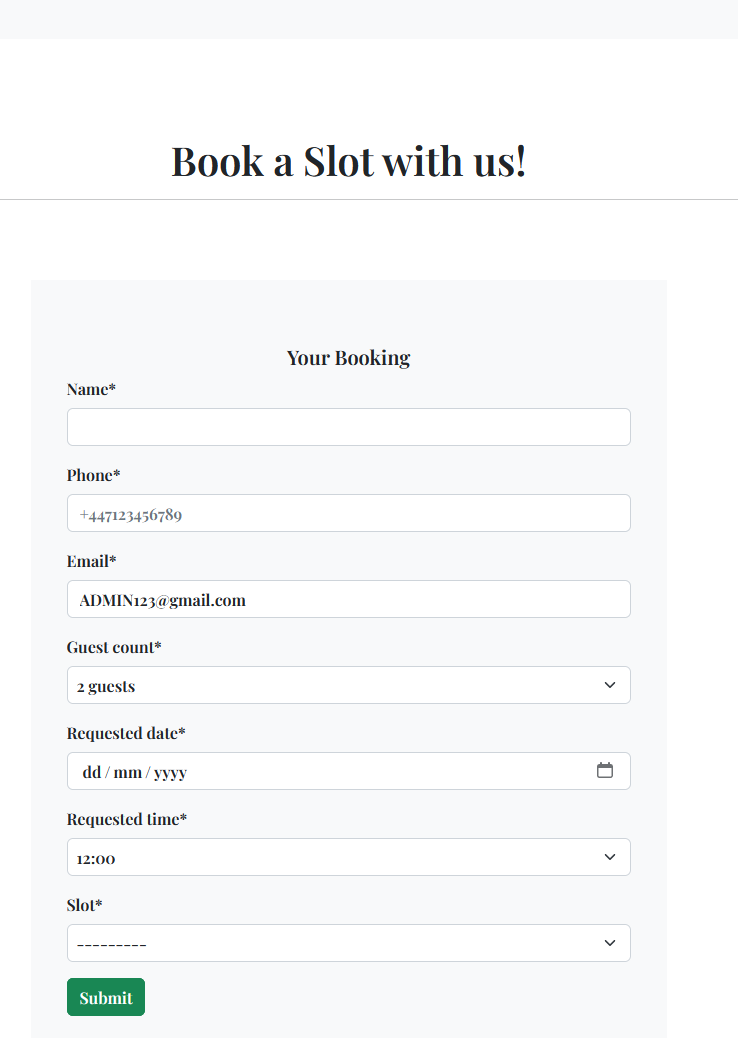 Book a Slot with us!
Your Booking
Name*
Phone*
+447123456789
Email*
ADMIN123@gmail.com
Guest count*
2 guests
Requested date*
dd / mm / yyyy
Requested time*
12:00
Slot*
---------
Submit